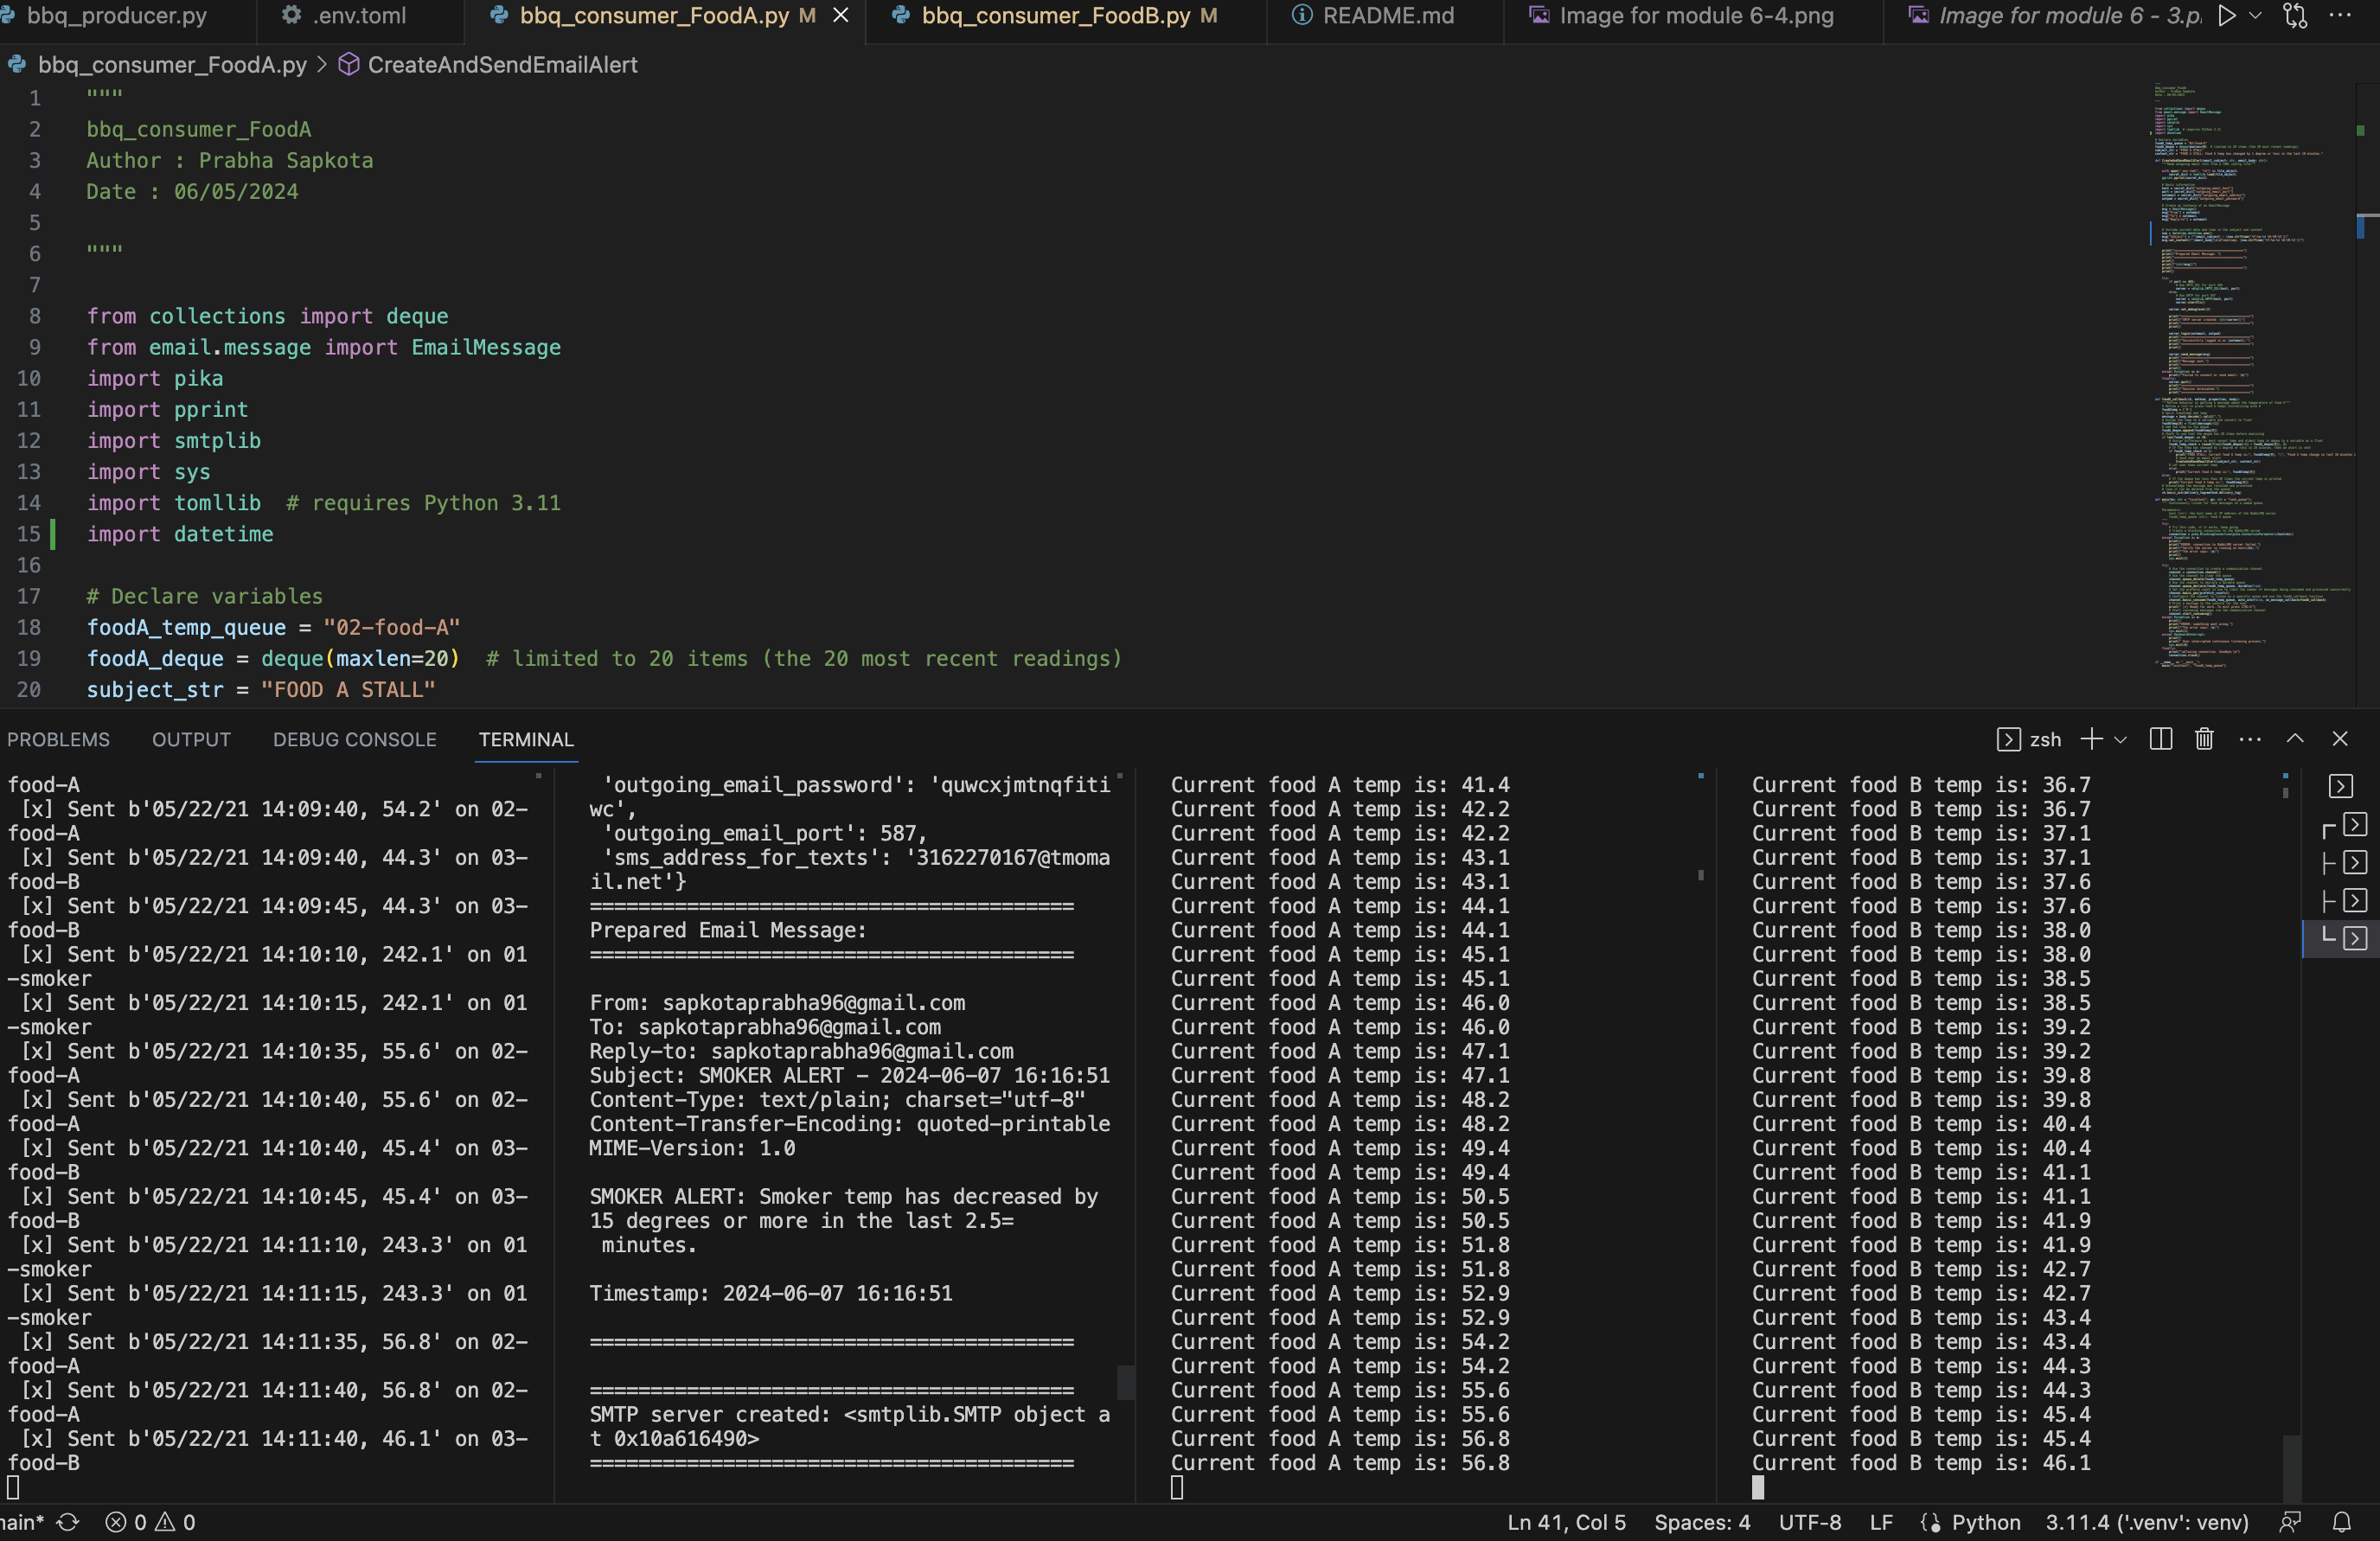 bbq_producer.py
.env.toml
bbq_consumer_FoodA.py M
bbq_consumer_FoodB.py M
README.md
Image for module 6-4.png
Image for module 6 - 3.p
bbq_consumer_FoodA.py > CreateAndSendEmailAlert
1 """
2 bbq_consumer_FoodA
3 Author : Prabha Sapkota
4 Date : 06/05/2024
5
6 """
7
8 from collections import deque
9 from email.message import EmailMessage
10 import pika
11 import pprint
12 import smtplib
13 import sys
14 import tomllib  # requires Python 3.11
15 import datetime
16
17 # Declare variables
18 foodA_temp_queue = "02-food-A"
19 foodA_deque = deque(maxlen=20)  # limited to 20 items (the 20 most recent readings)
20 subject_str = "FOOD A STALL"
PROBLEMS OUTPUT DEBUG CONSOLE TERMINAL
zsh
food-A
[x] Sent b'05/22/21 14:09:40, 54.2' on 02-
food-A
[x] Sent b'05/22/21 14:09:40, 44.3' on 03-
food-B
[x] Sent b'05/22/21 14:09:45, 44.3' on 03-
food-B
[x] Sent b'05/22/21 14:10:10, 242.1' on 01
-smoker
[x] Sent b'05/22/21 14:10:15, 242.1' on 01
-smoker
[x] Sent b'05/22/21 14:10:35, 55.6' on 02-
food-A
[x] Sent b'05/22/21 14:10:40, 55.6' on 02-
food-A
[x] Sent b'05/22/21 14:10:40, 45.4' on 03-
food-B
[x] Sent b'05/22/21 14:10:45, 45.4' on 03-
food-B
[x] Sent b'05/22/21 14:11:10, 243.3' on 01
-smoker
[x] Sent b'05/22/21 14:11:15, 243.3' on 01
-smoker
[x] Sent b'05/22/21 14:11:35, 56.8' on 02-
food-A
[x] Sent b'05/22/21 14:11:40, 56.8' on 02-
food-A
[x] Sent b'05/22/21 14:11:40, 46.1' on 03-
food-B
'outgoing_email_password': 'quwcxjmtnqfiti
wc',
'outgoing_email_port': 587,
'sms_address_for_texts': '3162270167@tmoma
il.net'}
========================================
Prepared Email Message:
========================================
From: sapkotaprabha96@gmail.com
To: sapkotaprabha96@gmail.com
Reply-to: sapkotaprabha96@gmail.com
Subject: SMOKER ALERT - 2024-06-07 16:16:51
Content-Type: text/plain; charset="utf-8"
Content-Transfer-Encoding: quoted-printable
MIME-Version: 1.0
SMOKER ALERT: Smoker temp has decreased by
15 degrees or more in the last 2.5=
minutes.
Timestamp: 2024-06-07 16:16:51
========================================
========================================
SMTP server created: <smtplib.SMTP object a
t 0x10a616490>
========================================
Current food A temp is: 41.4
Current food A temp is: 42.2
Current food A temp is: 42.2
Current food A temp is: 43.1
Current food A temp is: 43.1
Current food A temp is: 44.1
Current food A temp is: 44.1
Current food A temp is: 45.1
Current food A temp is: 45.1
Current food A temp is: 46.0
Current food A temp is: 46.0
Current food A temp is: 47.1
Current food A temp is: 47.1
Current food A temp is: 48.2
Current food A temp is: 48.2
Current food A temp is: 49.4
Current food A temp is: 49.4
Current food A temp is: 50.5
Current food A temp is: 50.5
Current food A temp is: 51.8
Current food A temp is: 51.8
Current food A temp is: 52.9
Current food A temp is: 52.9
Current food A temp is: 54.2
Current food A temp is: 54.2
Current food A temp is: 55.6
Current food A temp is: 55.6
Current food A temp is: 56.8
Current food A temp is: 56.8
Current food B temp is: 36.7
Current food B temp is: 36.7
Current food B temp is: 37.1
Current food B temp is: 37.1
Current food B temp is: 37.6
Current food B temp is: 37.6
Current food B temp is: 38.0
Current food B temp is: 38.0
Current food B temp is: 38.5
Current food B temp is: 38.5
Current food B temp is: 39.2
Current food B temp is: 39.2
Current food B temp is: 39.8
Current food B temp is: 39.8
Current food B temp is: 40.4
Current food B temp is: 40.4
Current food B temp is: 41.1
Current food B temp is: 41.1
Current food B temp is: 41.9
Current food B temp is: 41.9
Current food B temp is: 42.7
Current food B temp is: 42.7
Current food B temp is: 43.4
Current food B temp is: 43.4
Current food B temp is: 44.3
Current food B temp is: 44.3
Current food B temp is: 45.4
Current food B temp is: 45.4
Current food B temp is: 46.1
main* 0 0 Ln 41, Col 5 Spaces: 4 UTF-8 LF Python 3.11.4 ('.venv': venv)